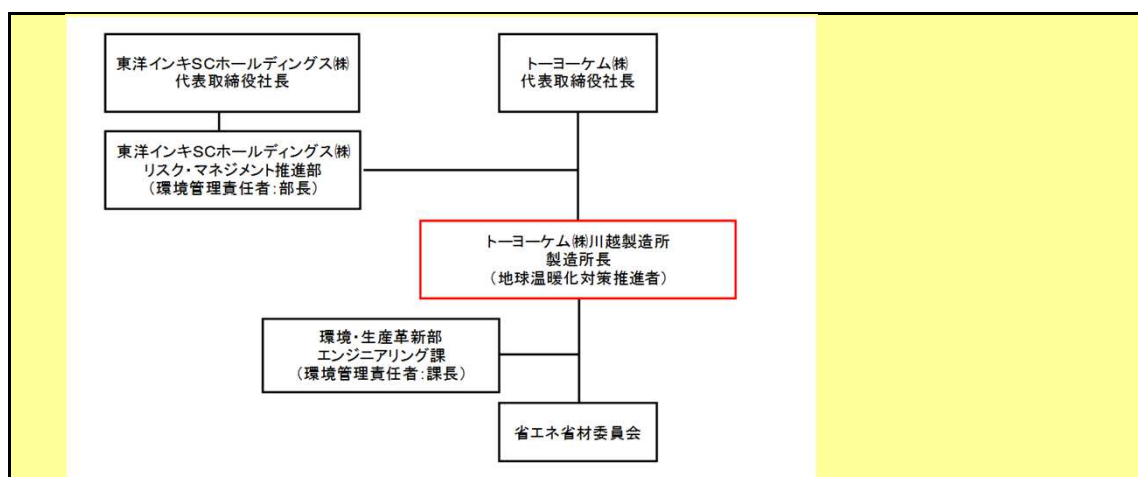 東洋インキSCホールディングス㈱
代表取締役社長
トーヨーケム㈱
代表取締役社長
東洋インキSCホールディングス㈱
リスク・マネジメント推進部
（環境管理責任者：部長）
トーヨーケム㈱川越製造所
製造所長
（地球温暖化対策推進者）
環境・生産革新部
エンジニアリング課
（環境管理責任者：課長）
省エネ省材委員会